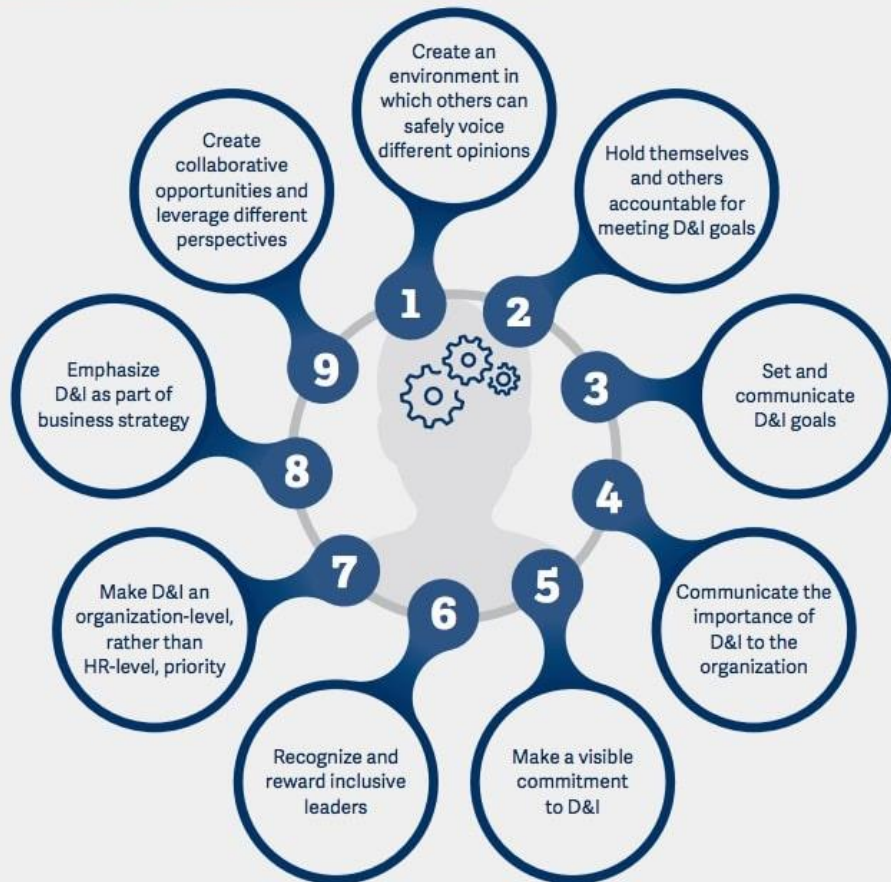 1
Create an
environment in
which others can
safely voice
different opinions
2
Hold themselves
and others
accountable for
meeting D&I goals
3
Set and
communicate
D&I goals
4
Communicate the
importance of
D&I to the
organization
5
Make a visible
commitment
to D&I
6
Recognize and
reward inclusive
leaders
7
Make D&I an
organization-level,
rather than
HR-level, priority
8
Emphasize
D&I as part of
business strategy
9
Create
collaborative
opportunities and
leverage different
perspectives